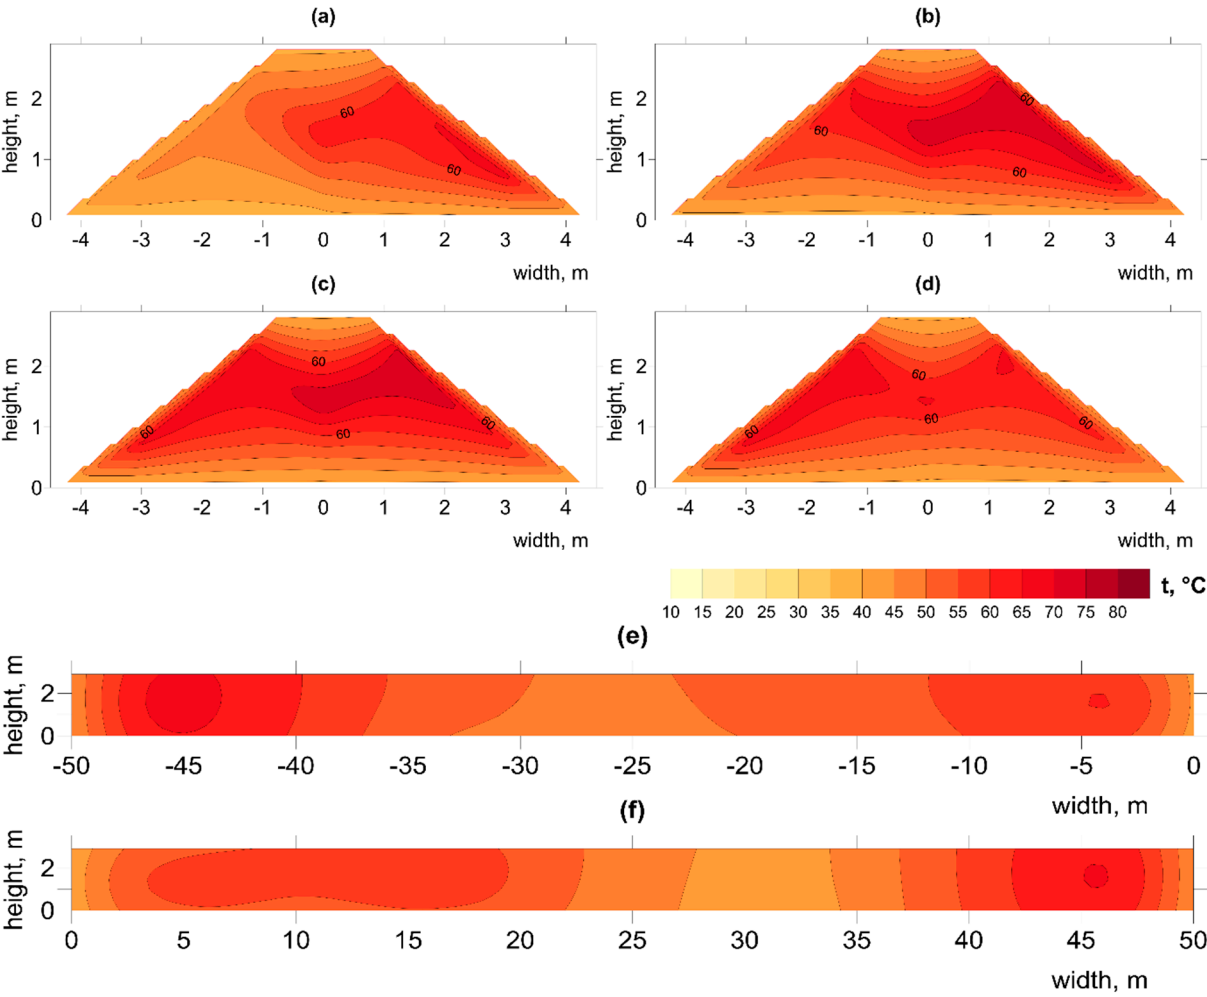 (a) (b)
height, m
2
60
60
1
0
-4 -3 -2 -1 0 1 2 3 4
width, m
height, m
2
60
60
60
1
0
-4 -3 -2 -1 0 1 2 3 4
width, m
(c) (d)
height, m
2
60
60
60
60
1
0
-4 -3 -2 -1 0 1 2 3 4
width, m
height, m
2
60
60
60
60
1
0
-4 -3 -2 -1 0 1 2 3 4
width, m
t, °C
10 15 20 25 30 35 40 45 50 55 60 65 70 75 80
(e)
height, m
2
0
-50 -45 -40 -35 -30 -25 -20 -15 -10 -5 0
width, m
(f)
height, m
2
0
0 5 10 15 20 25 30 35 40 45 50
width, m